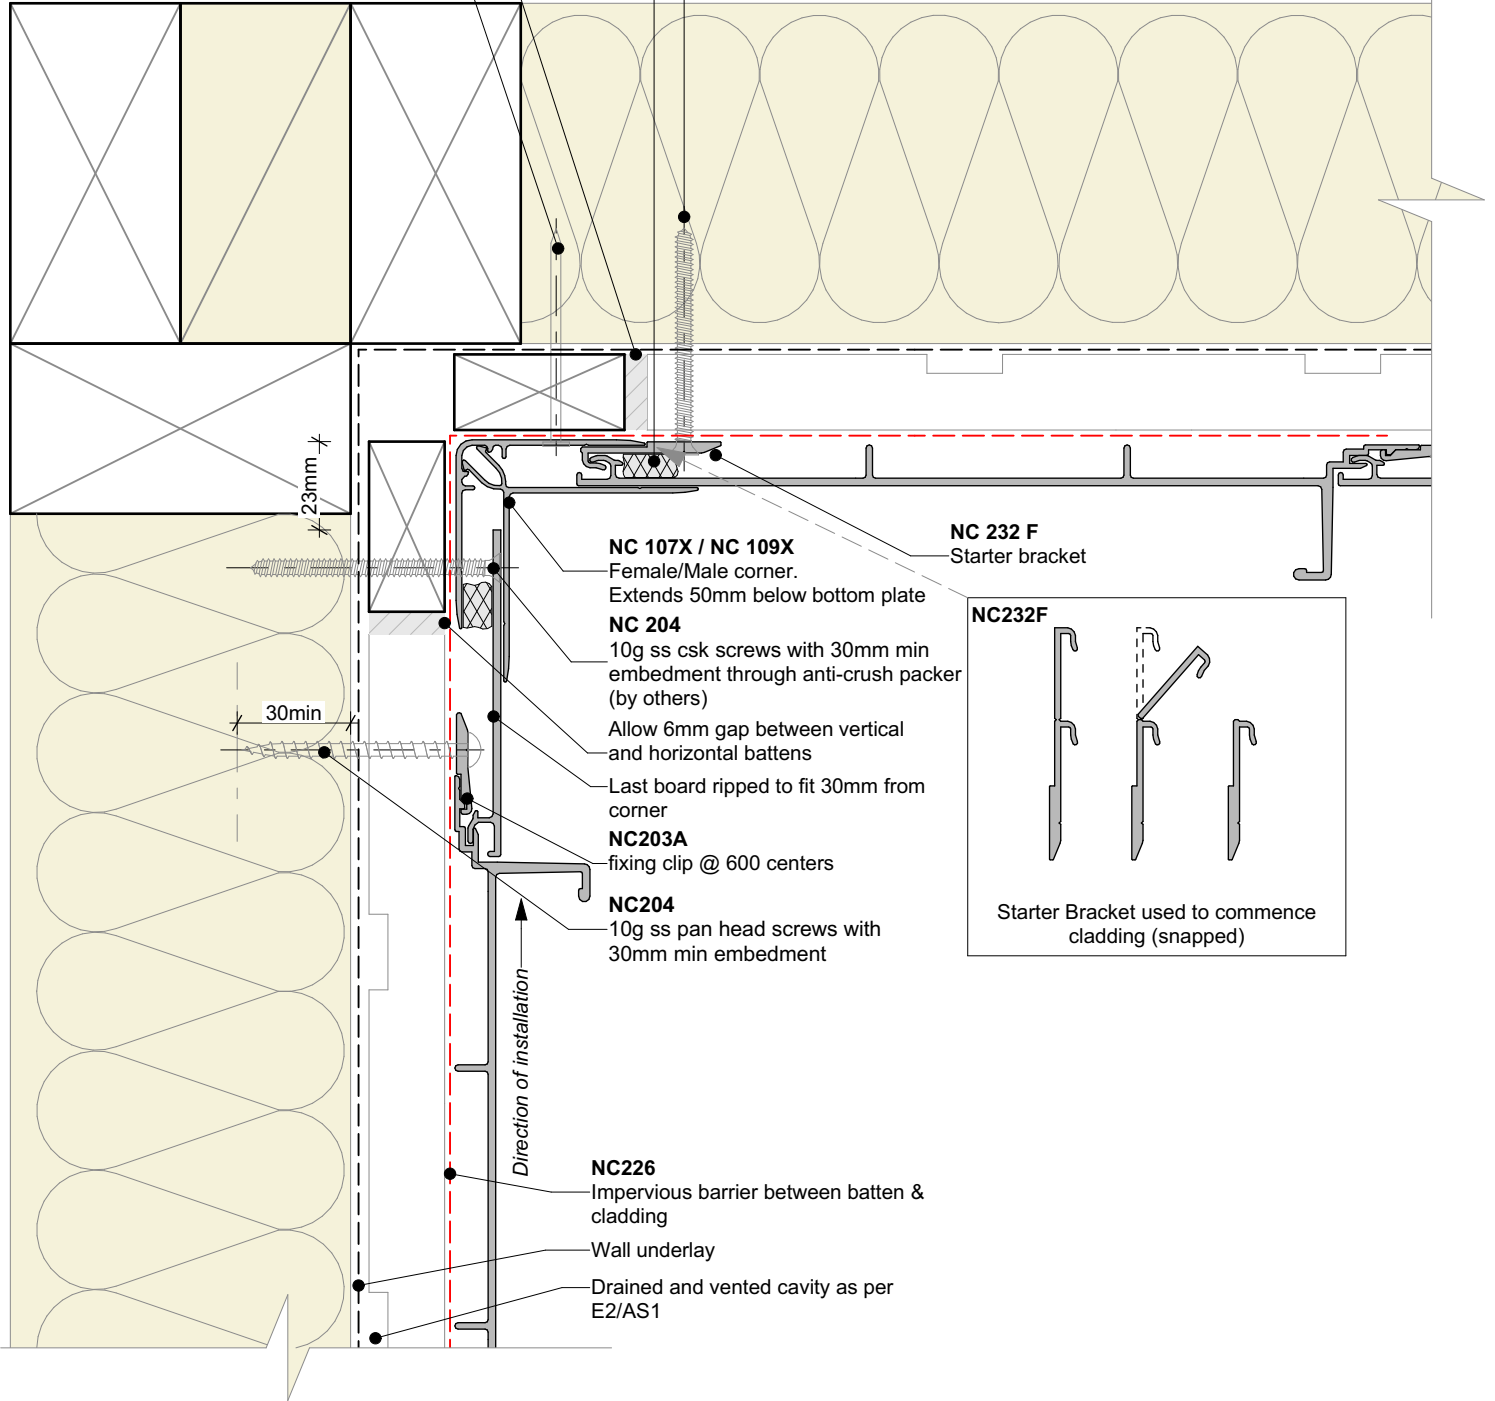 23mm
30min
NC 107X / NC 109X
Female/Male corner.
Extends 50mm below bottom plate
NC 204
10g ss csk screws with 30mm min
embedment through anti-crush packer
(by others)
Allow 6mm gap between vertical
and horizontal battens
Last board ripped to fit 30mm from
corner
NC203A
fixing clip @ 600 centers
NC204
10g ss pan head screws with
30mm min embedment
Direction of installation
NC 232 F
Starter bracket
NC232F
Starter Bracket used to commence
cladding (snapped)
NC226
Impervious barrier between batten &
cladding
Wall underlay
Drained and vented cavity as per
E2/AS1